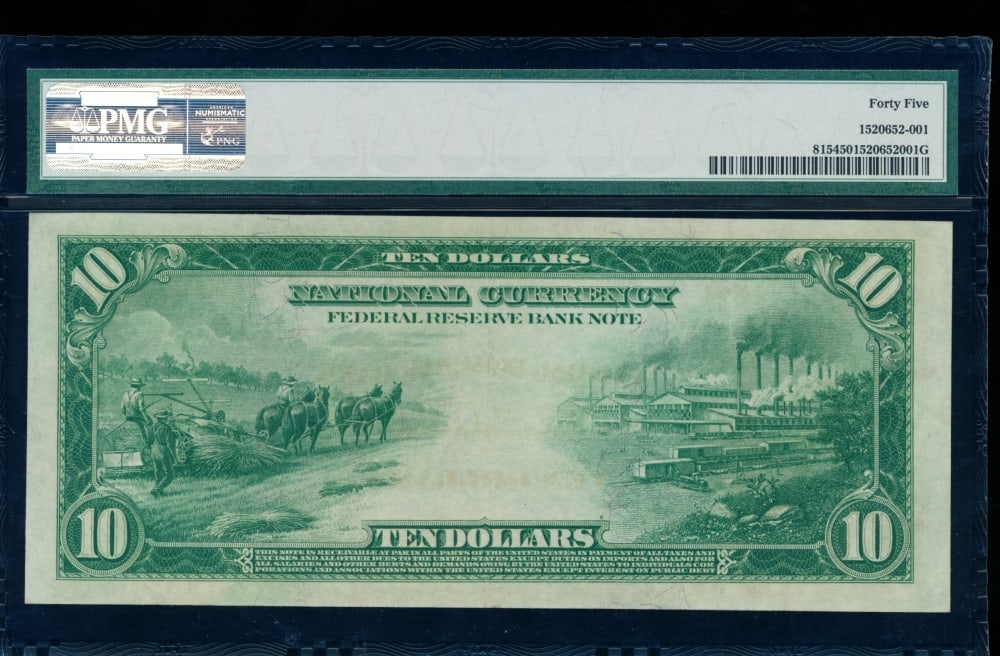 PMG
PAPER MONEY GUARANTY
AMERICAN
NUMISMATIC
ASSOCIATION
PNG
Forty Five
1520652-001
8154501520652001G
10
TEN DOLLARS
10
NATIONAL CURRENCY
FEDERAL RESERVE BANK NOTE
10
TEN DOLLARS
10
THIS NOTE IS RECEIVABLE AT PAR IN ALL PARTS OF THE UNITED STATES IN PAYMENT OF ALL TAXES AND
EXCISES AND ALL OTHER DUES TO THE UNITED STATES EXCEPT DUTIES ON IMPORTS AND ALSO FOR
ALL SALARIES AND OTHER DEBTS AND DEMANDS OWING BY THE UNITED STATES TO INDIVIDUALS COR
PORATIONS AND ASSOCIATIONS WITHIN THE UNITED STATES EXCEPT INTEREST ON PUBLIC DEBT